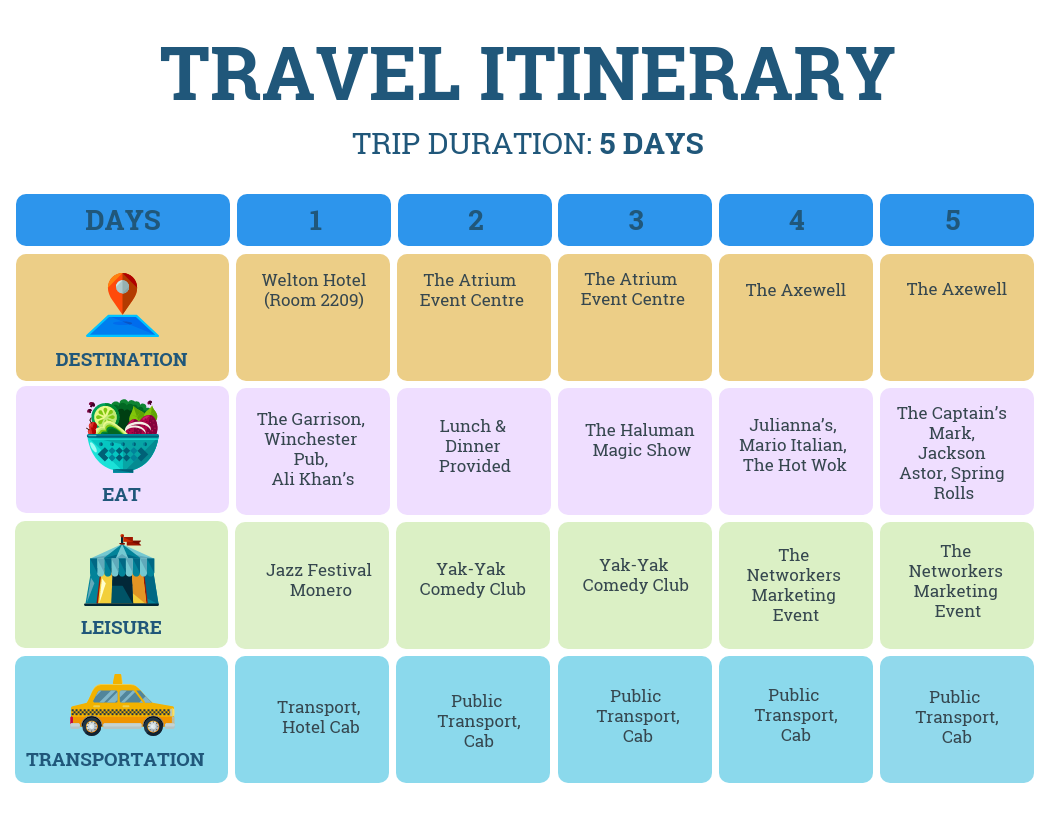 TRAVEL ITINERARY
TRIP DURATION: 5 DAYS
DAYS
1
2
3
4
5
DESTINATION
Welton Hotel
(Room 2209)
The Atrium
Event Centre
The Atrium
Event Centre
The Axewell
The Axewell
EAT
The Garrison,
Winchester
Pub,
Ali Khan's
Lunch &
Dinner
Provided
The Haluman
Magic Show
Julianna's,
Mario Italian,
The Hot Wok
The Captain's
Mark,
Jackson
Astor, Spring
Rolls
LEISURE
Jazz Festival
Monero
Yak-Yak
Comedy Club
Yak-Yak
Comedy Club
The
Networkers
Marketing
Event
The
Networkers
Marketing
Event
TRANSPORTATION
Transport,
Hotel Cab
Public
Transport,
Cab
Public
Transport,
Cab
Public
Transport,
Cab
Public
Transport,
Cab